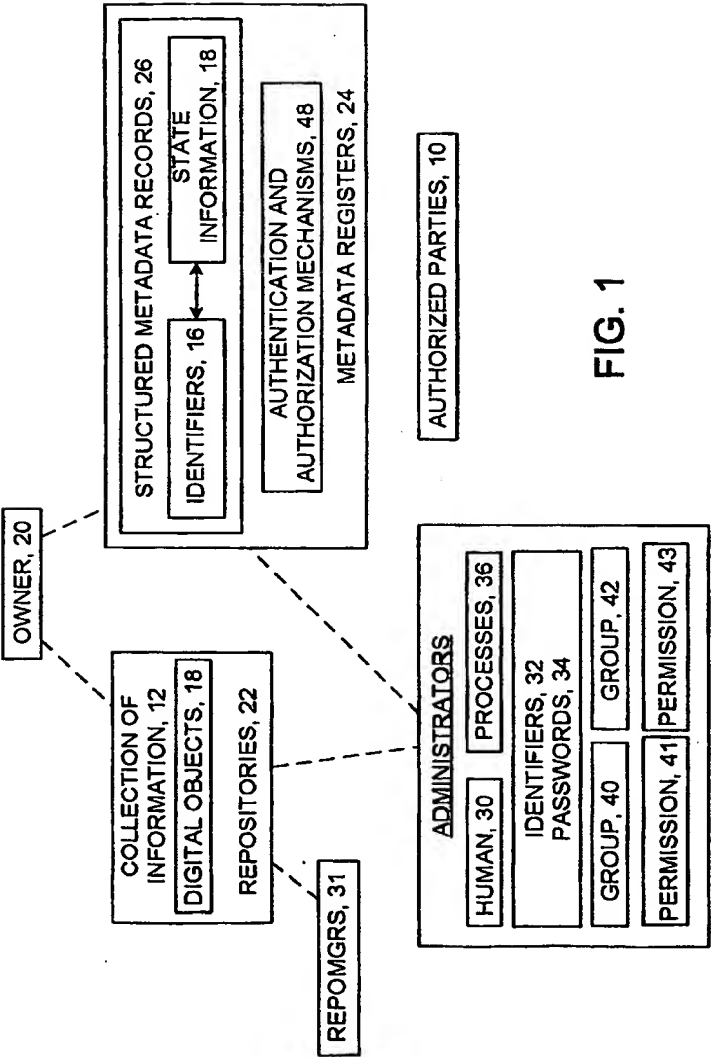 OWNER, 20
COLLECTION OF
INFORMATION, 12
DIGITAL OBJECTS, 18
REPOSITORIES, 22
REPOMGRS, 31
STRUCTURED METADATA RECORDS, 26
IDENTIFIERS, 16
STATE
INFORMATION, 18
AUTHENTICATION AND
AUTHORIZATION MECHANISMS, 48
METADATA REGISTERS, 24
ADMINISTRATORS
HUMAN, 30
PROCESSES, 36
IDENTIFIERS, 32
PASSWORDS, 34
GROUP, 40
GROUP, 42
PERMISSION, 41
PERMISSION, 43
AUTHORIZED PARTIES, 10
FIG. 1